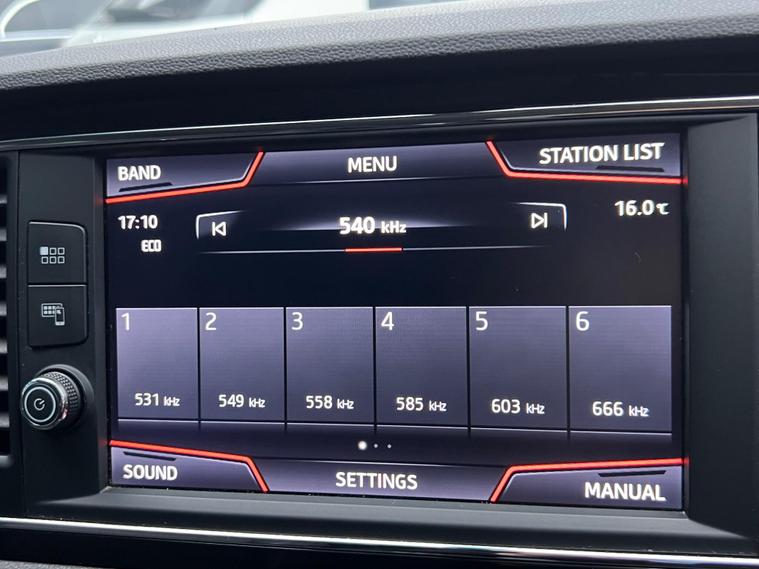 BAND
MENU
STATION LIST
17:10
540 kHz
16.0℃
ECO
1
2
3
4
5
6
531 kHz
549 kHz
558 kHz
585 kHz
603 kHz
666 kHz
SOUND
SETTINGS
MANUAL